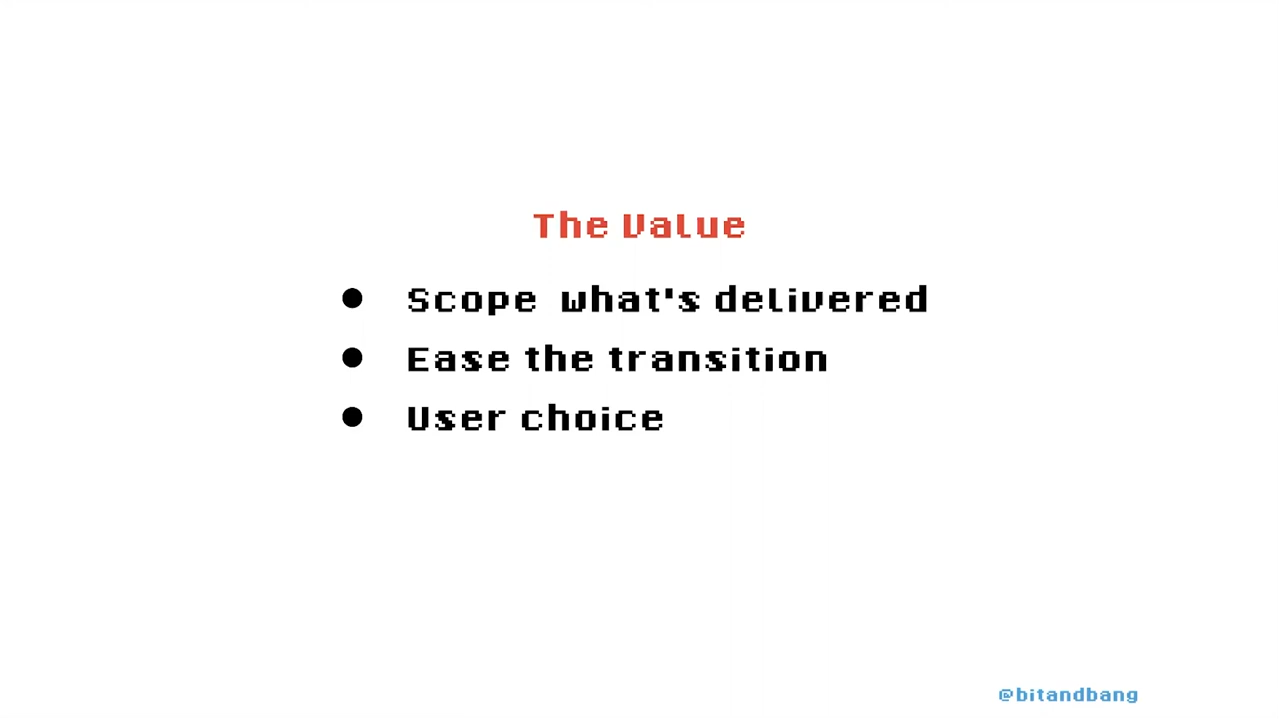 The Value
● Scope what's delivered
● Ease the transition
● User choice
@bitandbang